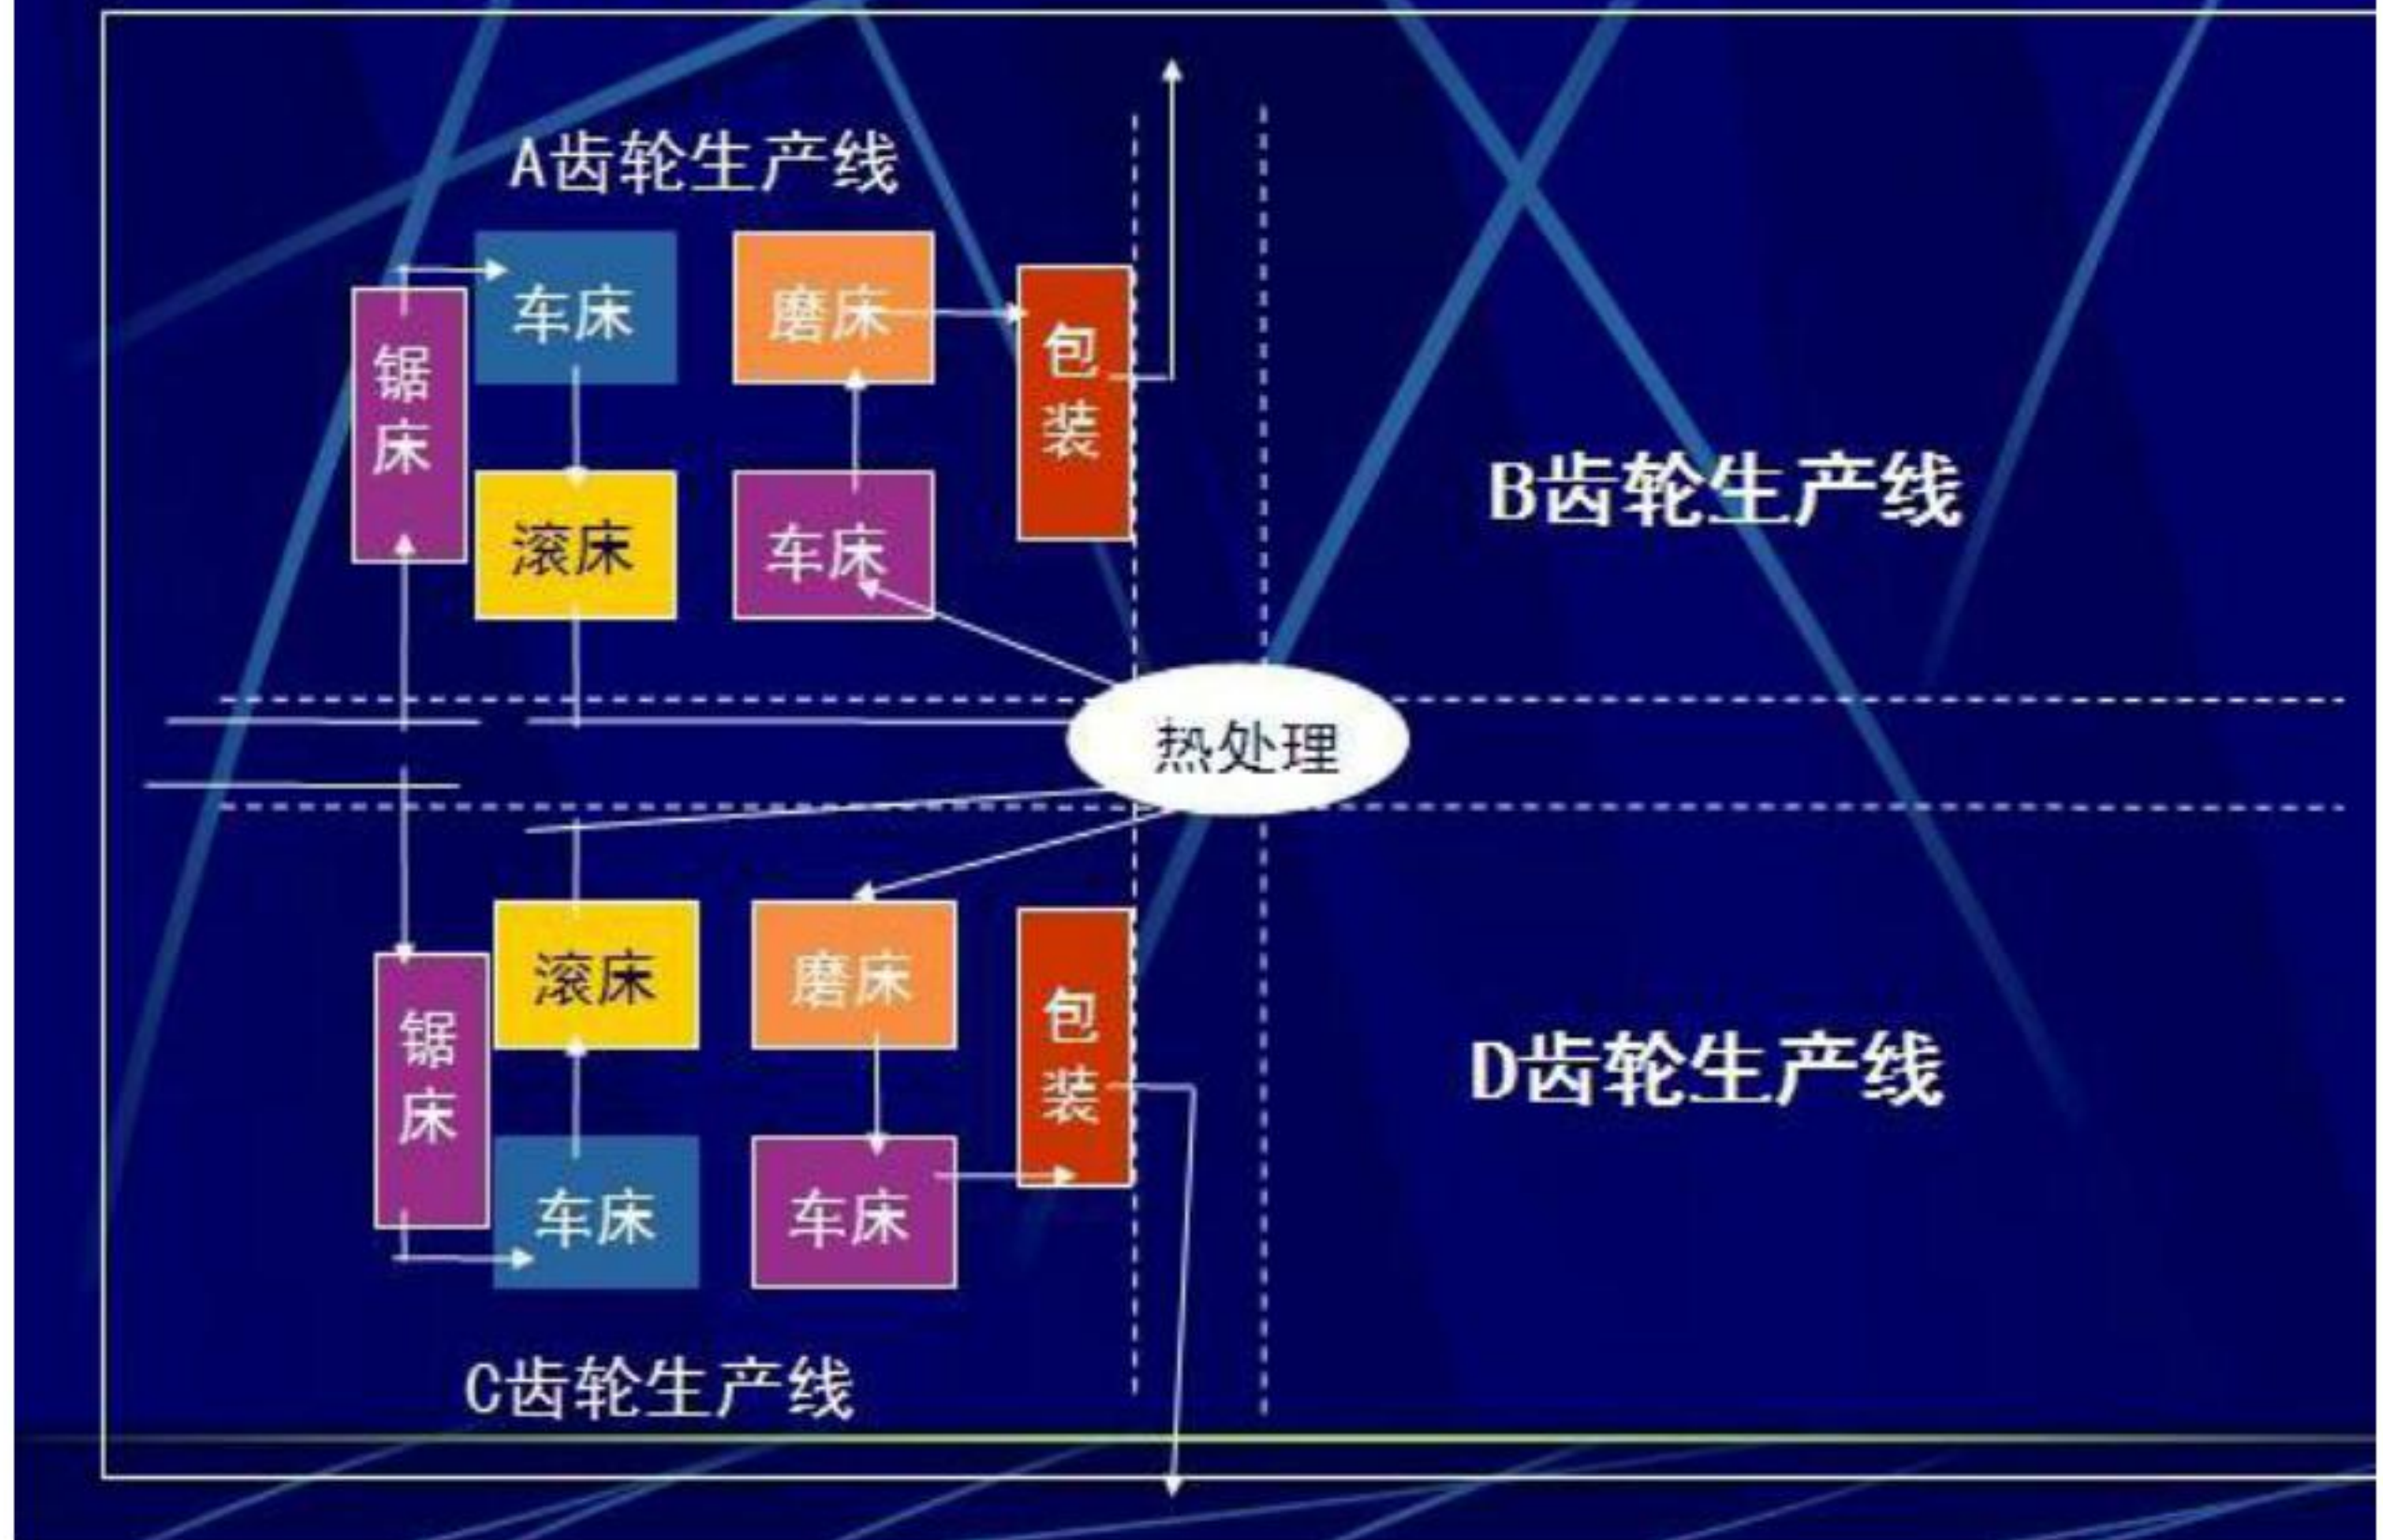 A齿轮生产线
车床
磨床
锯床
包装
滚床
车床
B齿轮生产线
热处理
滚床
磨床
锯床
包装
车床
车床
D齿轮生产线
C齿轮生产线